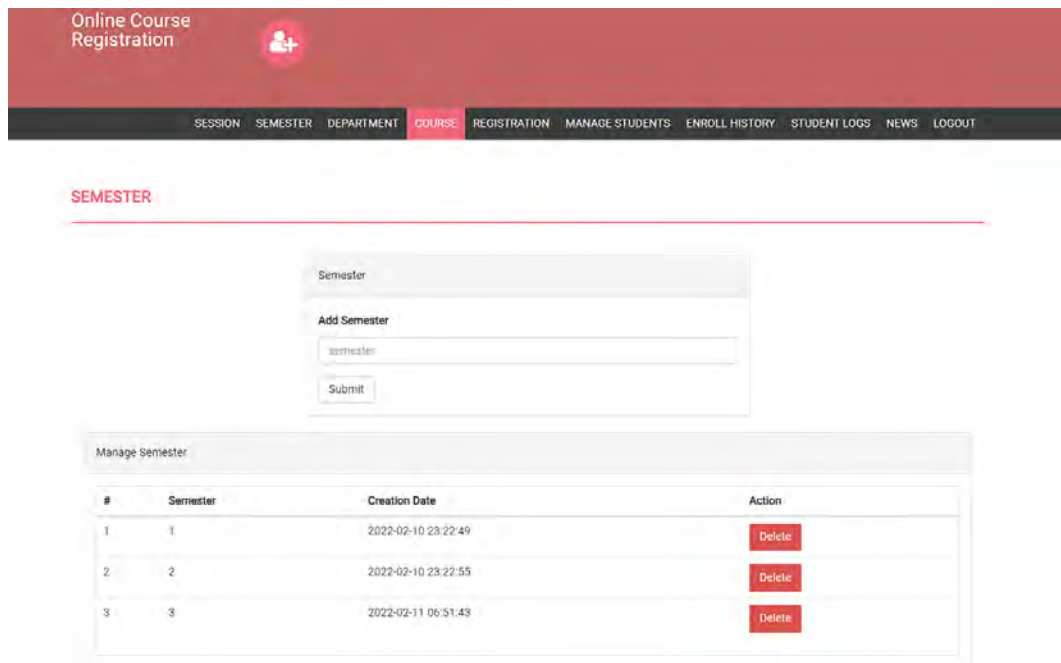 Online Course
Registration
SESSION SEMESTER DEPARTMENT COURSE REGISTRATION MANAGE STUDENTS ENROLL HISTORY STUDENT LOGS NEWS LOGOUT
SEMESTER
Semester
Add Semester
semester
Submit
Manage Semester
# Semester Creation Date Action
1 1 2022-02-10 23:22:49 Delete
2 2 2022-02-10 23:22:55 Delete
3 3 2022-02-11 06:51:43 Delete